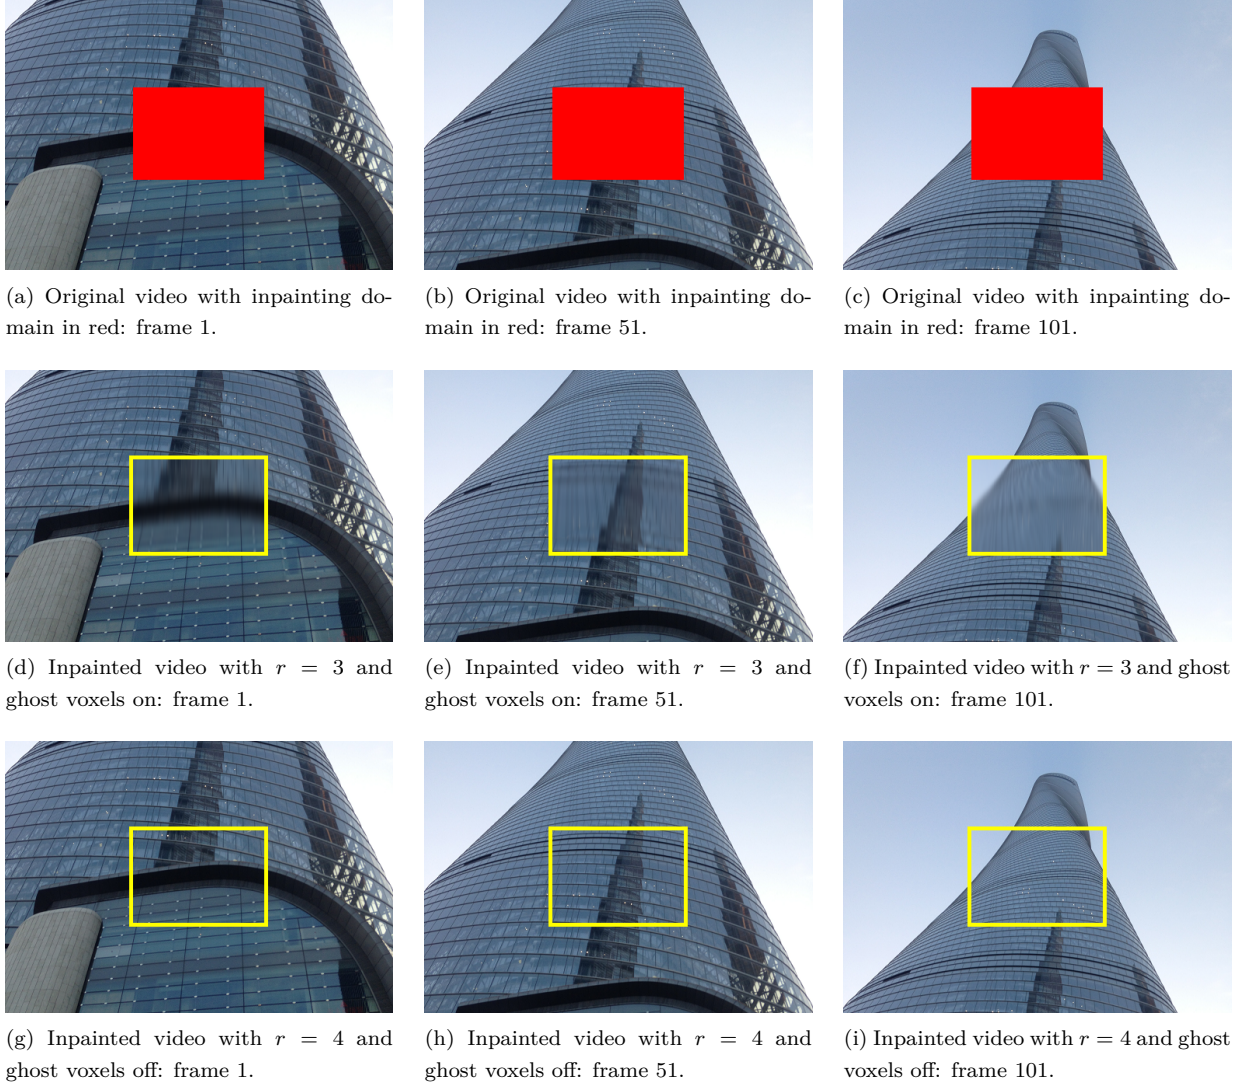 (a) Original video with inpainting do-
main in red: frame 1.
(b) Original video with inpainting do-
main in red: frame 51.
(c) Original video with inpainting do-
main in red: frame 101.
(d) Inpainted video with r = 3 and
ghost voxels on: frame 1.
(e) Inpainted video with r = 3 and
ghost voxels on: frame 51.
(f) Inpainted video with r = 3 and ghost
voxels on: frame 101.
(g) Inpainted video with r = 4 and
ghost voxels off: frame 1.
(h) Inpainted video with r = 4 and
ghost voxels off: frame 51.
(i) Inpainted video with r = 4 and ghost
voxels off: frame 101.